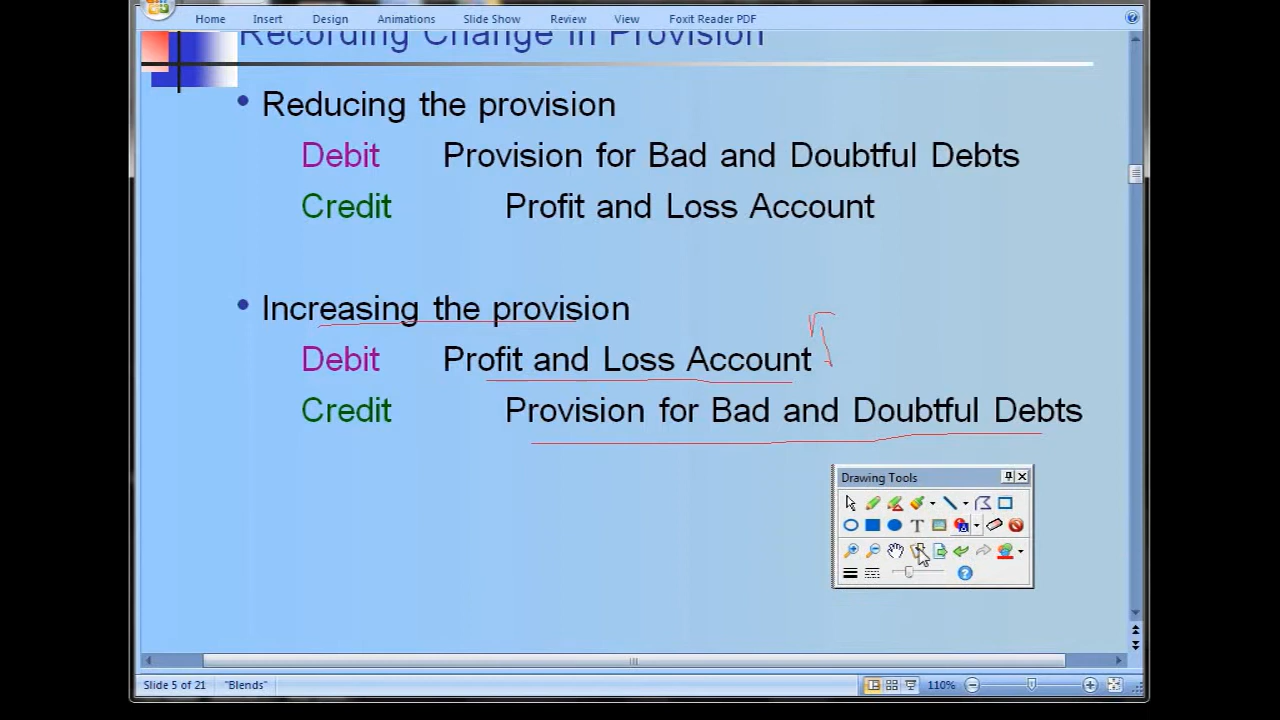 Home Insert Design Animations Slide Show Review View Foxit Reader PDF
Recording Change in Provision
• Reducing the provision
Debit Provision for Bad and Doubtful Debts
Credit Profit and Loss Account
• Increasing the provision
Debit Profit and Loss Account
Credit Provision for Bad and Doubtful Debts
Drawing Tools
Slide 5 of 21 "Blends" 110%